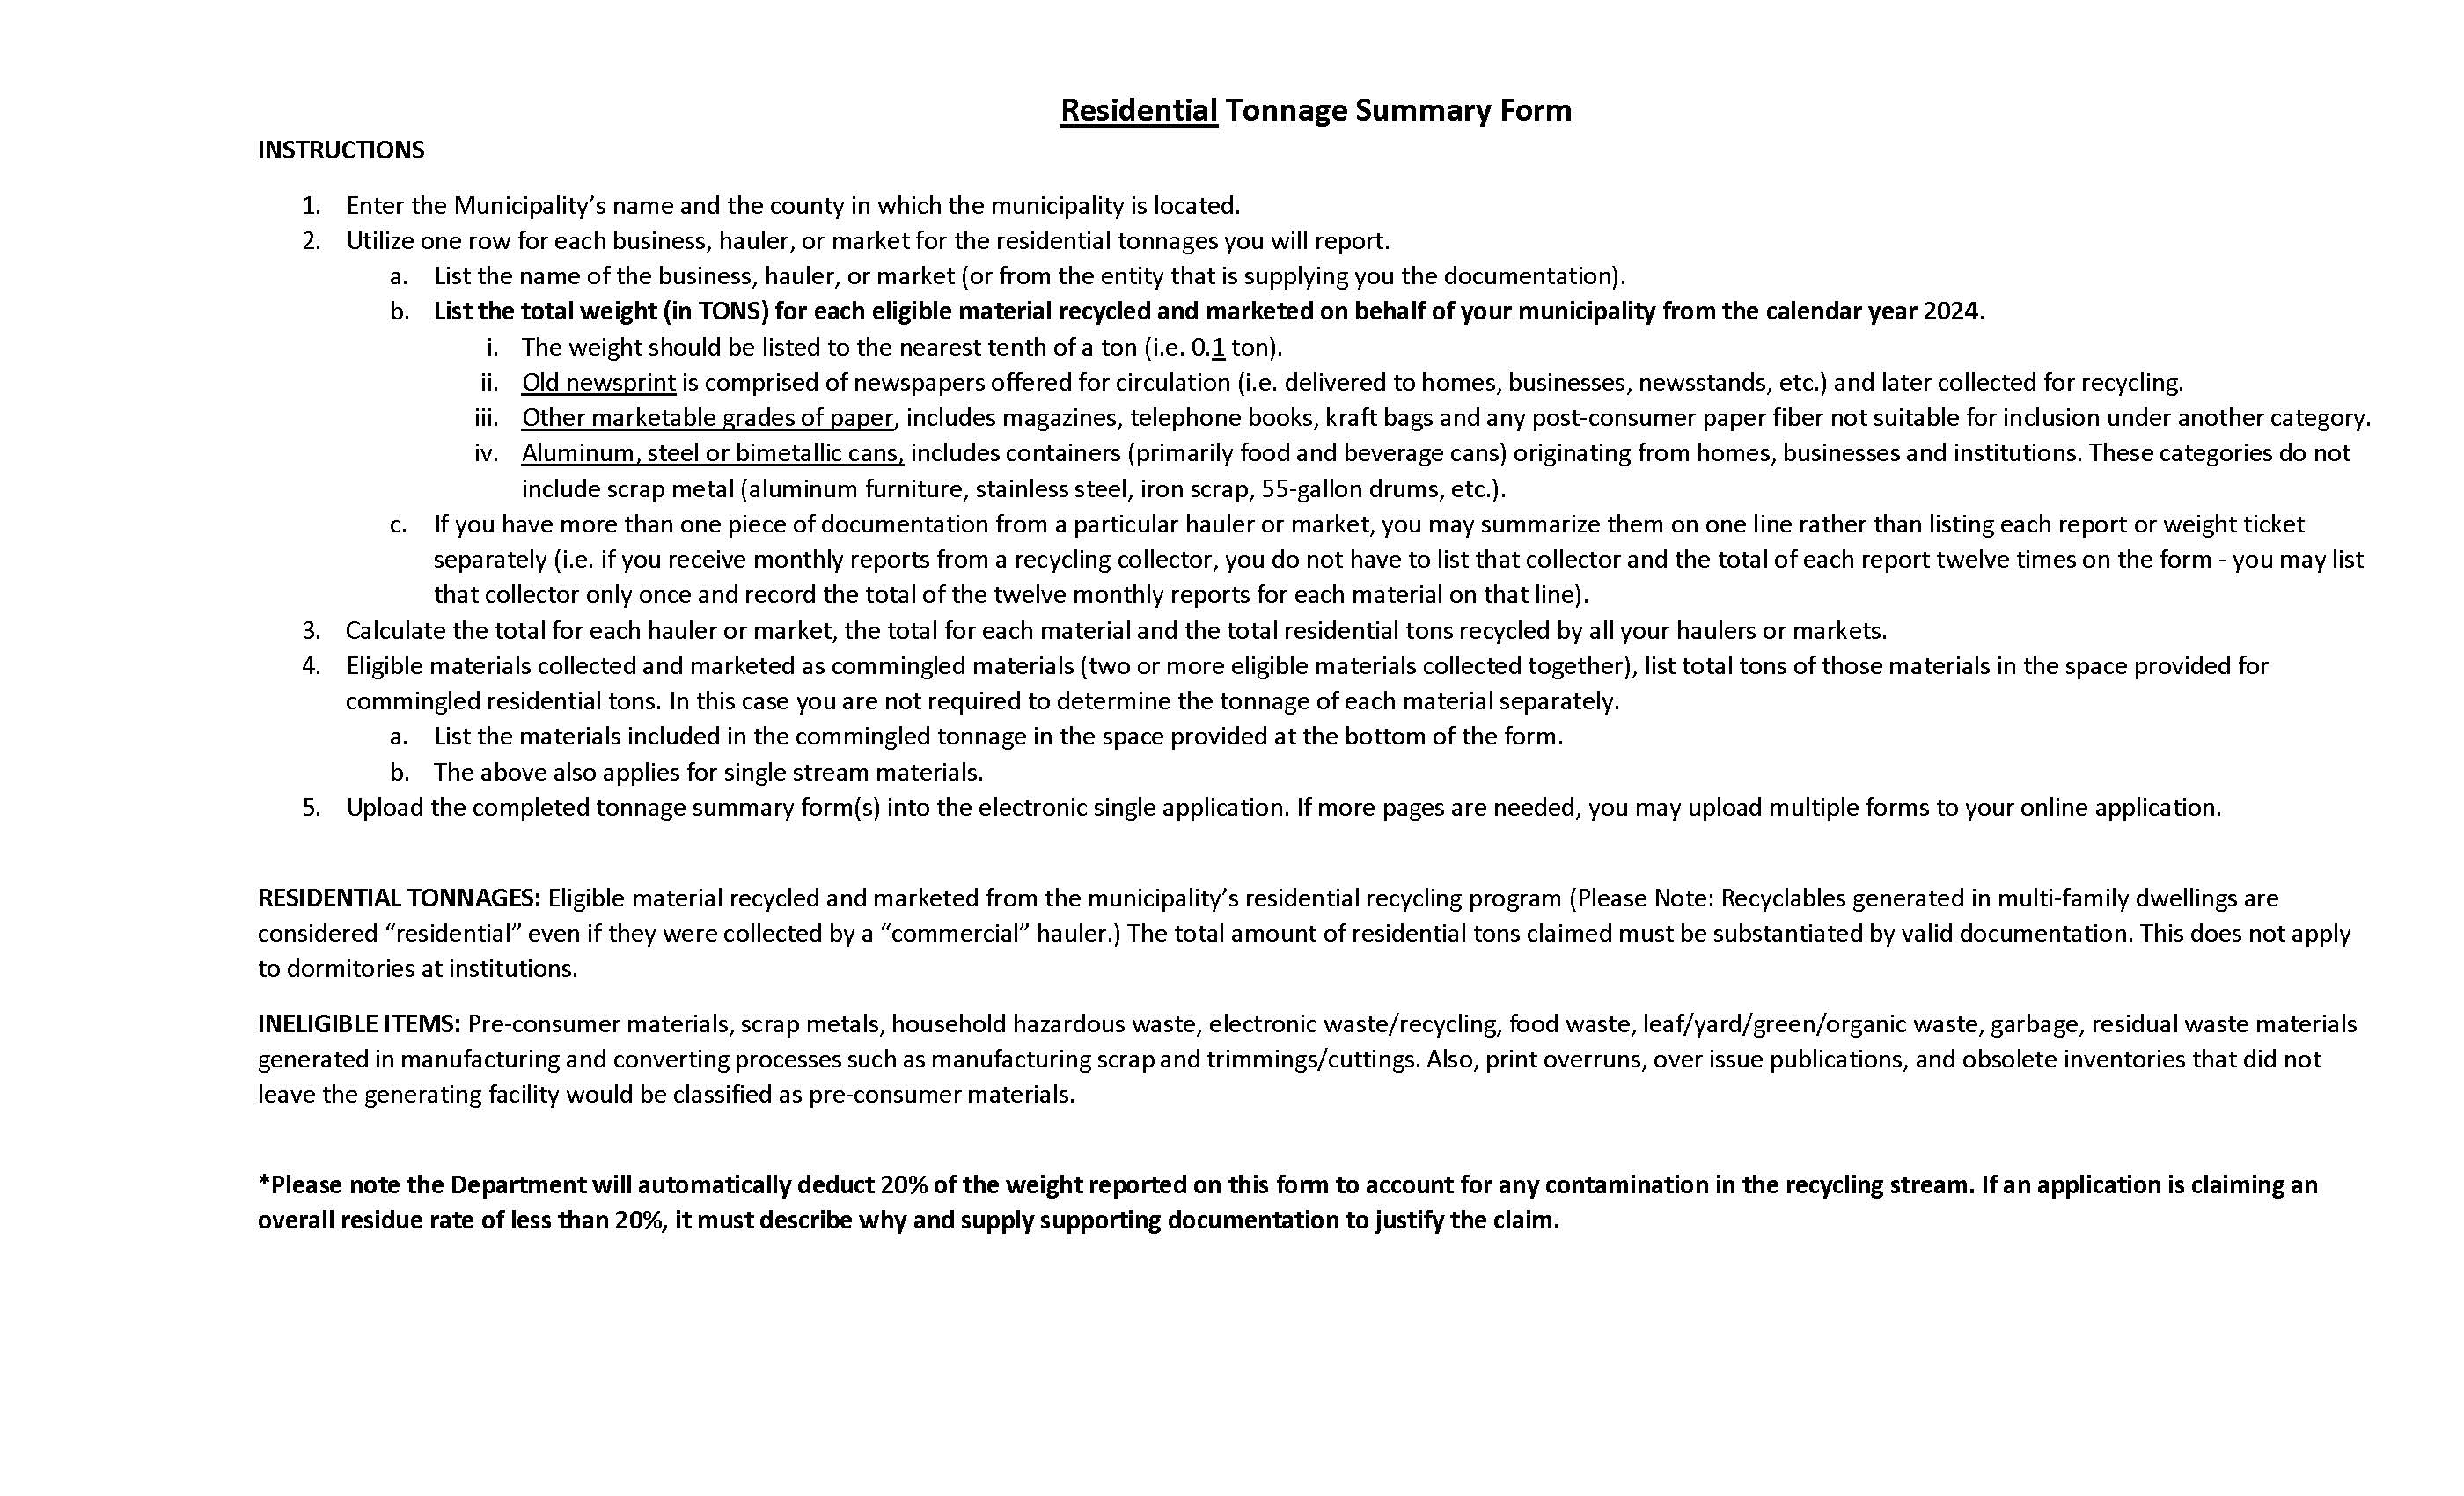 Residential Tonnage Summary Form
INSTRUCTIONS
1. Enter the Municipality’s name and the county in which the municipality is located.
2. Utilize one row for each business, hauler, or market for the residential tonnages you will report.
a. List the name of the business, hauler, or market (or from the entity that is supplying you the documentation).
b. List the total weight (in TONS) for each eligible material recycled and marketed on behalf of your municipality from the calendar year 2024.
i. The weight should be listed to the nearest tenth of a ton (i.e. 0.1 ton).
ii. Old newsprint is comprised of newspapers offered for circulation (i.e. delivered to homes, businesses, newsstands, etc.) and later collected for recycling.
iii. Other marketable grades of paper, includes magazines, telephone books, kraft bags and any post-consumer paper fiber not suitable for inclusion under another category.
iv. Aluminum, steel or bimetallic cans, includes containers (primarily food and beverage cans) originating from homes, businesses and institutions. These categories do not
include scrap metal (aluminum furniture, stainless steel, iron scrap, 55-gallon drums, etc.).
c. If you have more than one piece of documentation from a particular hauler or market, you may summarize them on one line rather than listing each report or weight ticket
separately (i.e. if you receive monthly reports from a recycling collector, you do not have to list that collector and the total of each report twelve times on the form - you may list
that collector only once and record the total of the twelve monthly reports for each material on that line).
3. Calculate the total for each hauler or market, the total for each material and the total residential tons recycled by all your haulers or markets.
4. Eligible materials collected and marketed as commingled materials (two or more eligible materials collected together), list total tons of those materials in the space provided for
commingled residential tons. In this case you are not required to determine the tonnage of each material separately.
a. List the materials included in the commingled tonnage in the space provided at the bottom of the form.
b. The above also applies for single stream materials.
5. Upload the completed tonnage summary form(s) into the electronic single application. If more pages are needed, you may upload multiple forms to your online application.
RESIDENTIAL TONNAGES: Eligible material recycled and marketed from the municipality’s residential recycling program (Please Note: Recyclables generated in multi-family dwellings are
considered “residential” even if they were collected by a “commercial” hauler.) The total amount of residential tons claimed must be substantiated by valid documentation. This does not apply
to dormitories at institutions.
INELIGIBLE ITEMS: Pre-consumer materials, scrap metals, household hazardous waste, electronic waste/recycling, food waste, leaf/yard/green/organic waste, garbage, residual waste materials
generated in manufacturing and converting processes such as manufacturing scrap and trimmings/cuttings. Also, print overruns, over issue publications, and obsolete inventories that did not
leave the generating facility would be classified as pre-consumer materials.
*Please note the Department will automatically deduct 20% of the weight reported on this form to account for any contamination in the recycling stream. If an application is claiming an
overall residue rate of less than 20%, it must describe why and supply supporting documentation to justify the claim.